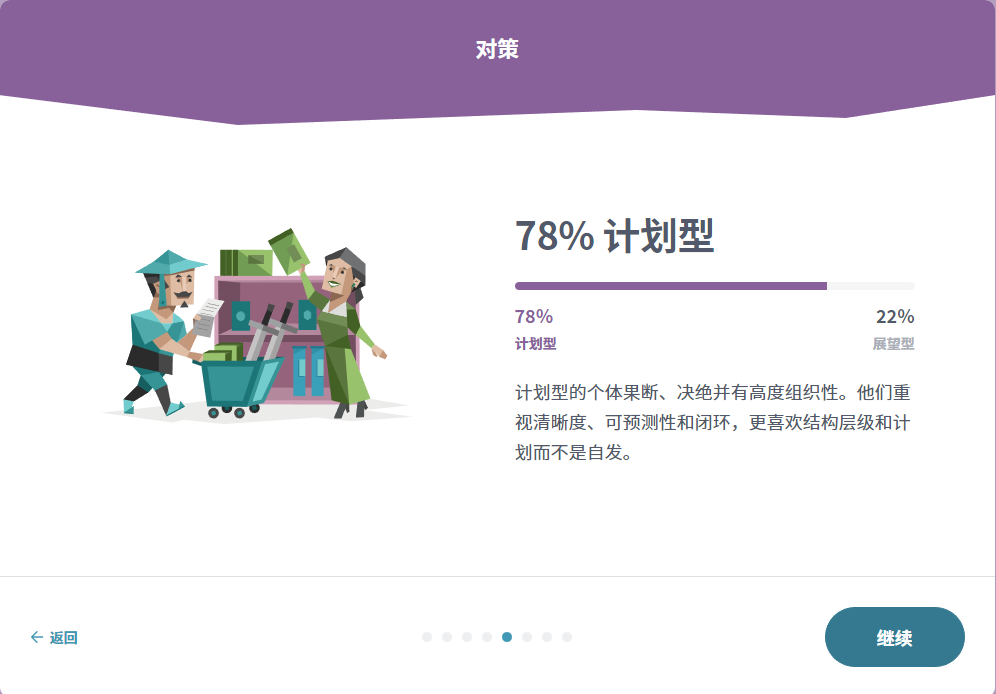 对策
78% 计划型
78%
22%
计划型
展望型
计划型的个体果断、决绝并有高度组织性。他们重
视清晰度、可预测性和闭环，更喜欢结构层级和计
划而不是自发。
返回
继续